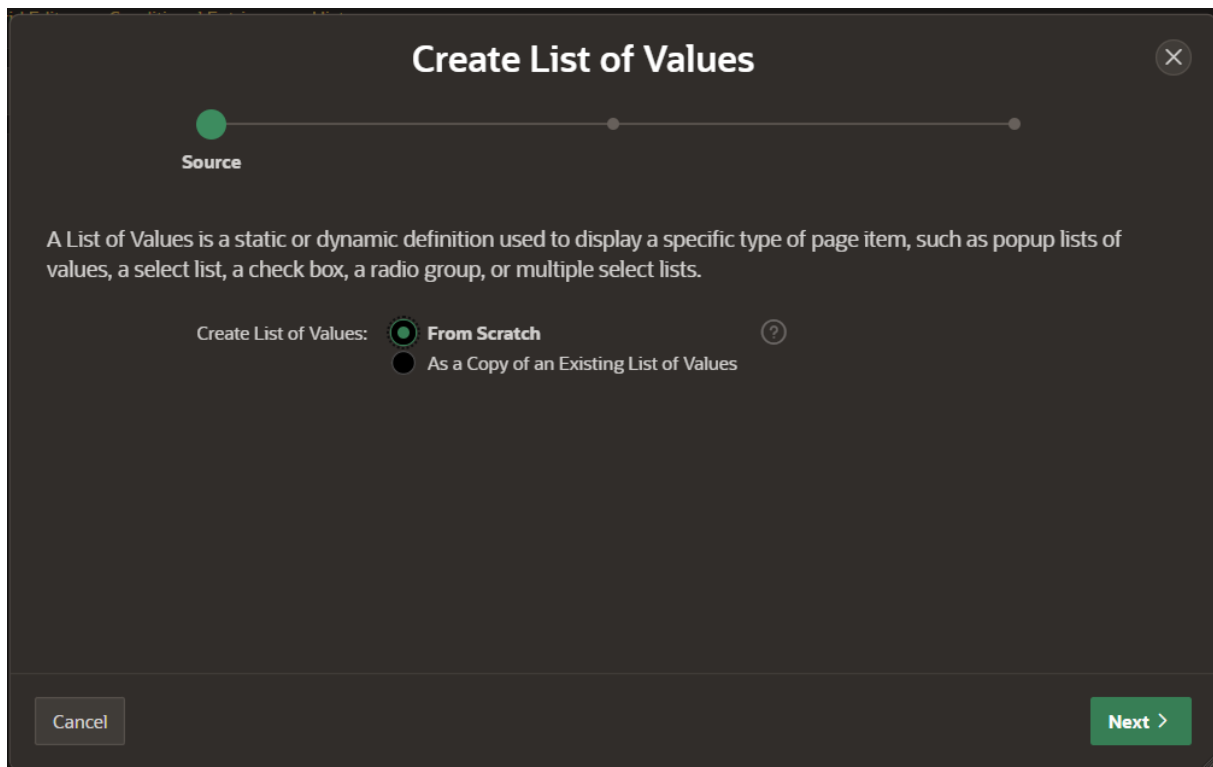 Create List of Values
Source
A List of Values is a static or dynamic definition used to display a specific type of page item, such as popup lists of
values, a select list, a check box, a radio group, or multiple select lists.
Create List of Values:
From Scratch
?
As a Copy of an Existing List of Values
Cancel
Next